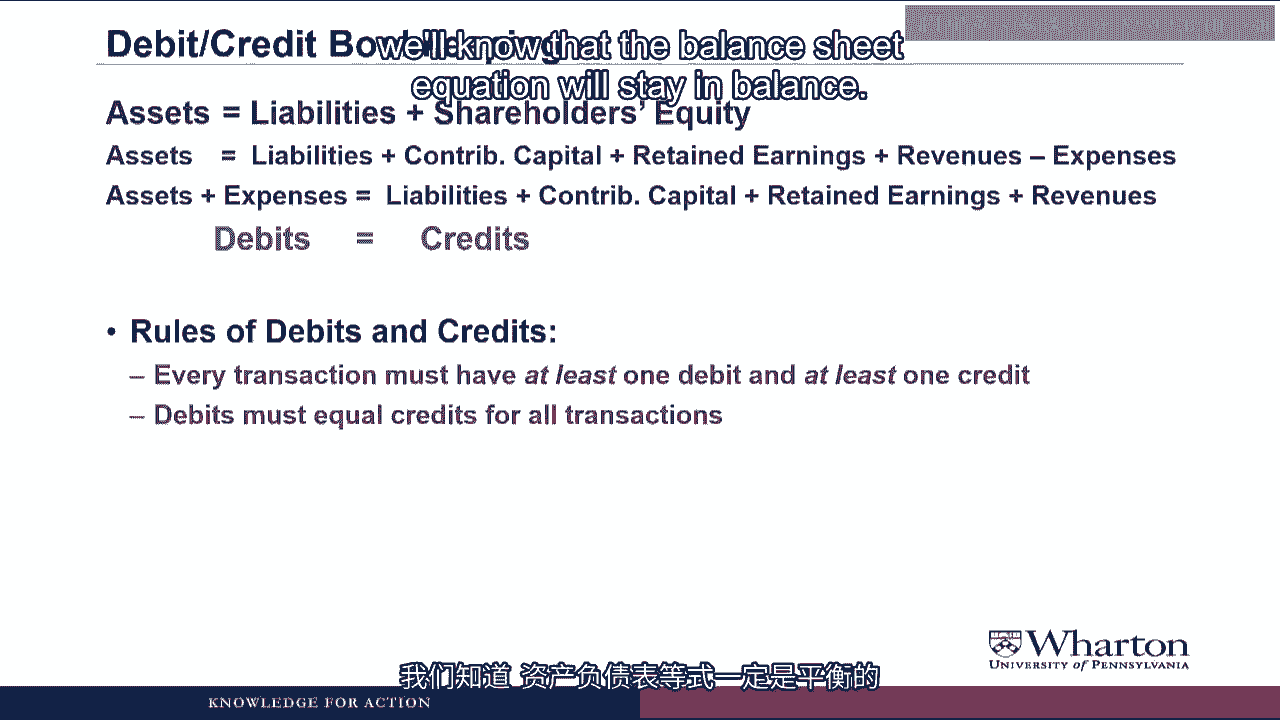 Debit/Credit Bookkeeping
we'll know that the balance sheet
equation will stay in balance.
Assets = Liabilities + Shareholders' Equity
Assets = Liabilities + Contrib. Capital + Retained Earnings + Revenues – Expenses
Assets + Expenses = Liabilities + Contrib. Capital + Retained Earnings + Revenues
Debits = Credits
• Rules of Debits and Credits:
– Every transaction must have at least one debit and at least one credit
– Debits must equal credits for all transactions
Wharton
UNIVERSITY of PENNSYLVANIA
我们知道 资产负债表等式一定是平衡的
KNOWLEDGE FOR ACTION